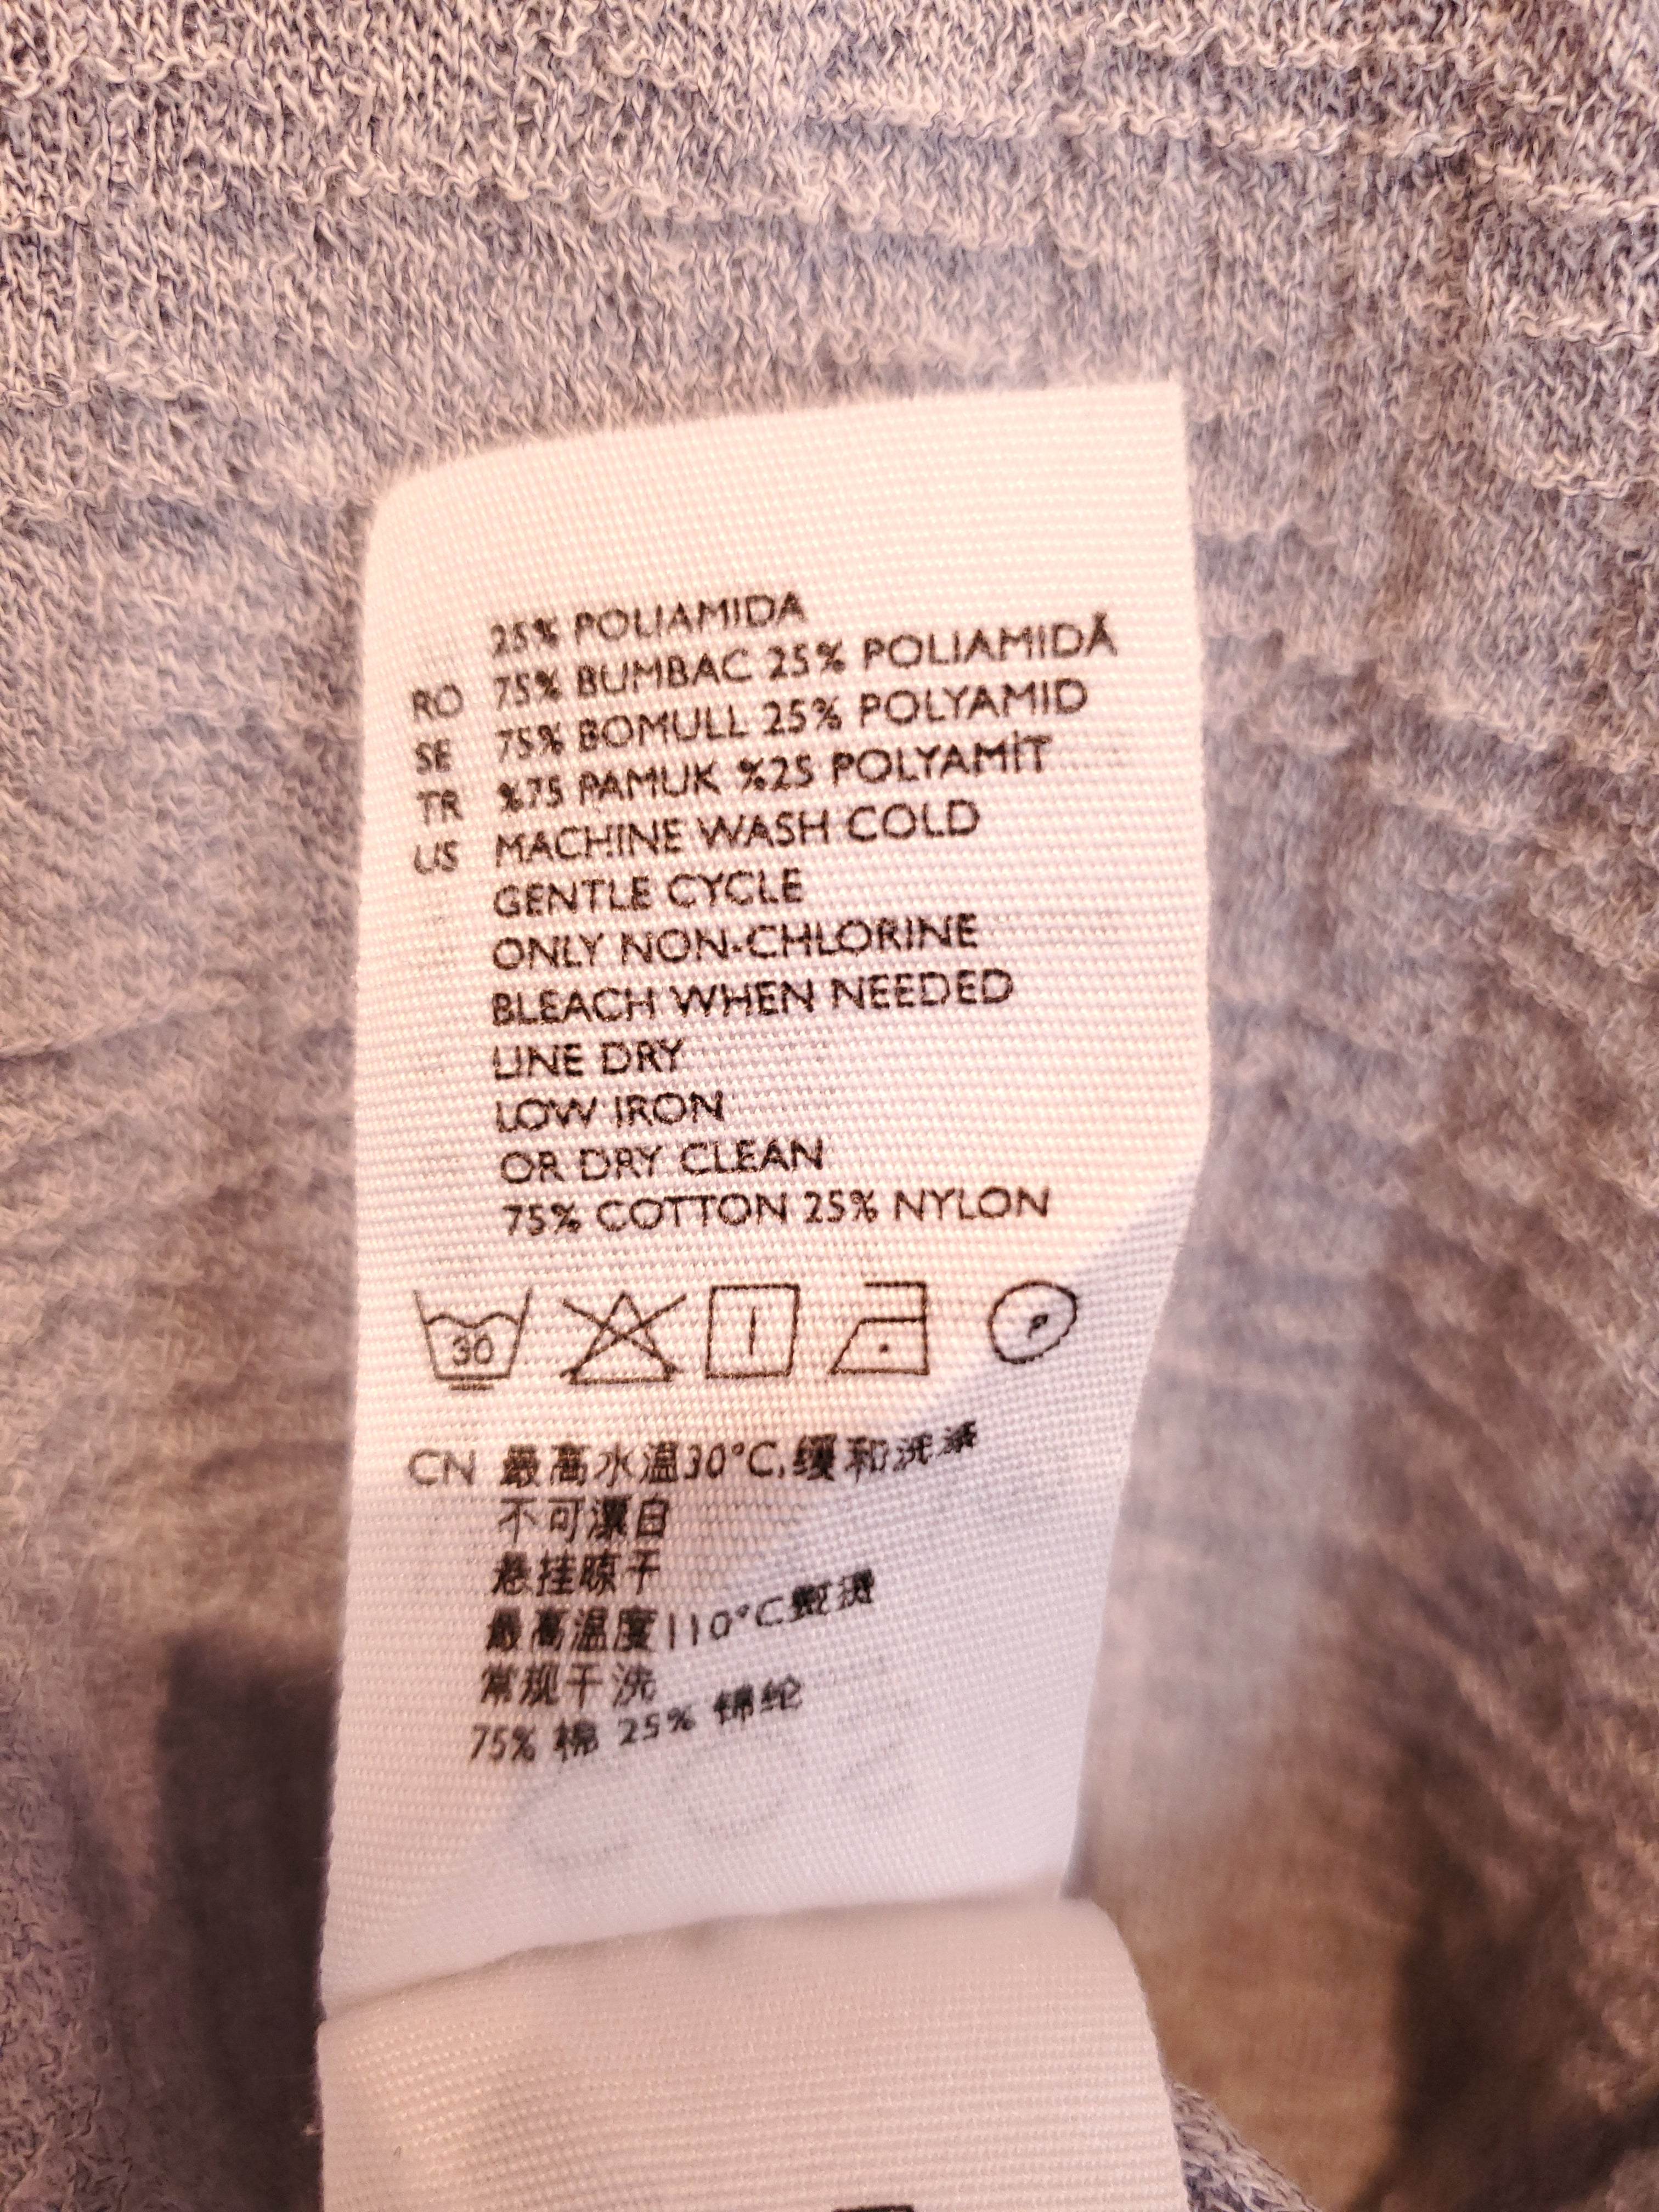 25% POLIAMIDA
RO 75% BUMBAC 25% POLIAMIDĂ
SE 75% BOMULL 25% POLYAMID
TR %75 PAMUK %25 POLYAMİT
US MACHINE WASH COLD
GENTLE CYCLE
ONLY NON-CHLORINE
BLEACH WHEN NEEDED
LINE DRY
LOW IRON
OR DRY CLEAN
75% COTTON 25% NYLON
30 P
CN 最高水温30°C,缓和洗涤
不可漂白
悬挂晾干
最高温度110°C熨烫
常规干洗
75% 棉 25% 锦纶